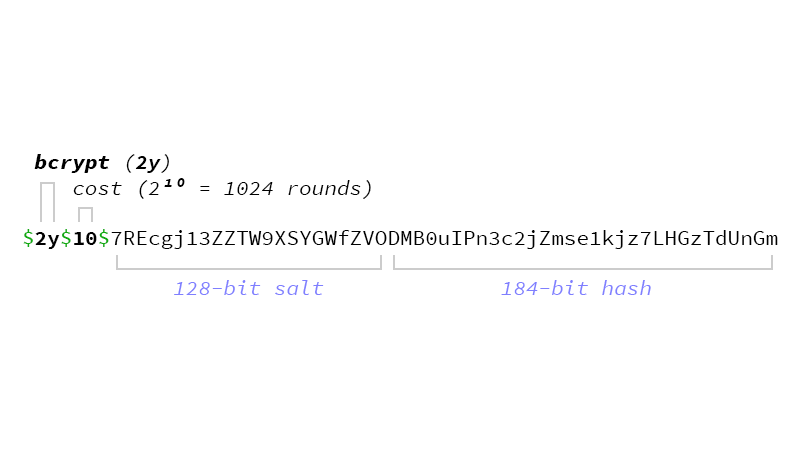 bcrypt (2y)
cost (2¹⁰ = 1024 rounds)
$2y$10$7REcgj13ZZTW9XSYGWfZVODMB0uIPn3c2jZmse1kjz7LHGzTdUnGm
128-bit salt 184-bit hash